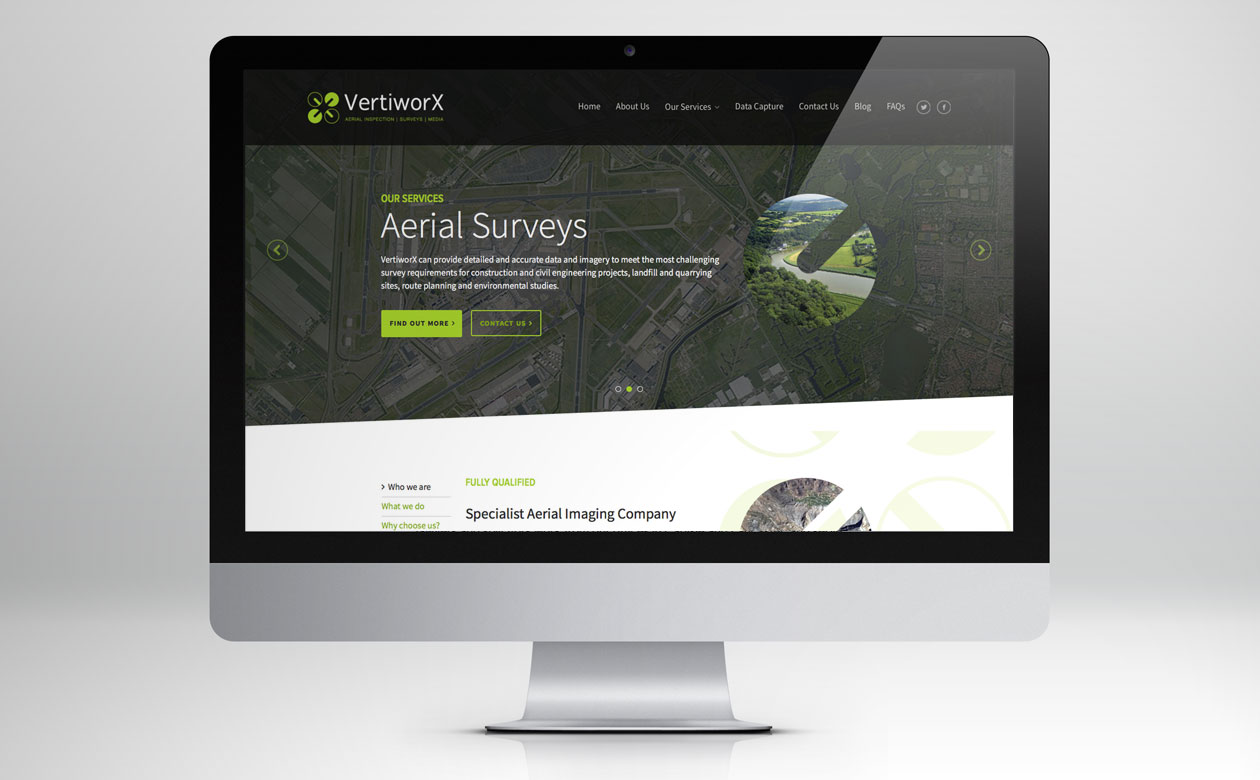 VertiworX
AERIAL INSPECTION | SURVEYS | MEDIA
Home About Us Our Services Data Capture Contact Us Blog FAQs
OUR SERVICES
Aerial Surveys
VertiworX can provide detailed and accurate data and imagery to meet the most challenging
survey requirements for construction and civil engineering projects, landfill and quarrying
sites, route planning and environmental studies.
FIND OUT MORE CONTACT US
Who we are
What we do
Why choose us?
FULLY QUALIFIED
Specialist Aerial Imaging Company